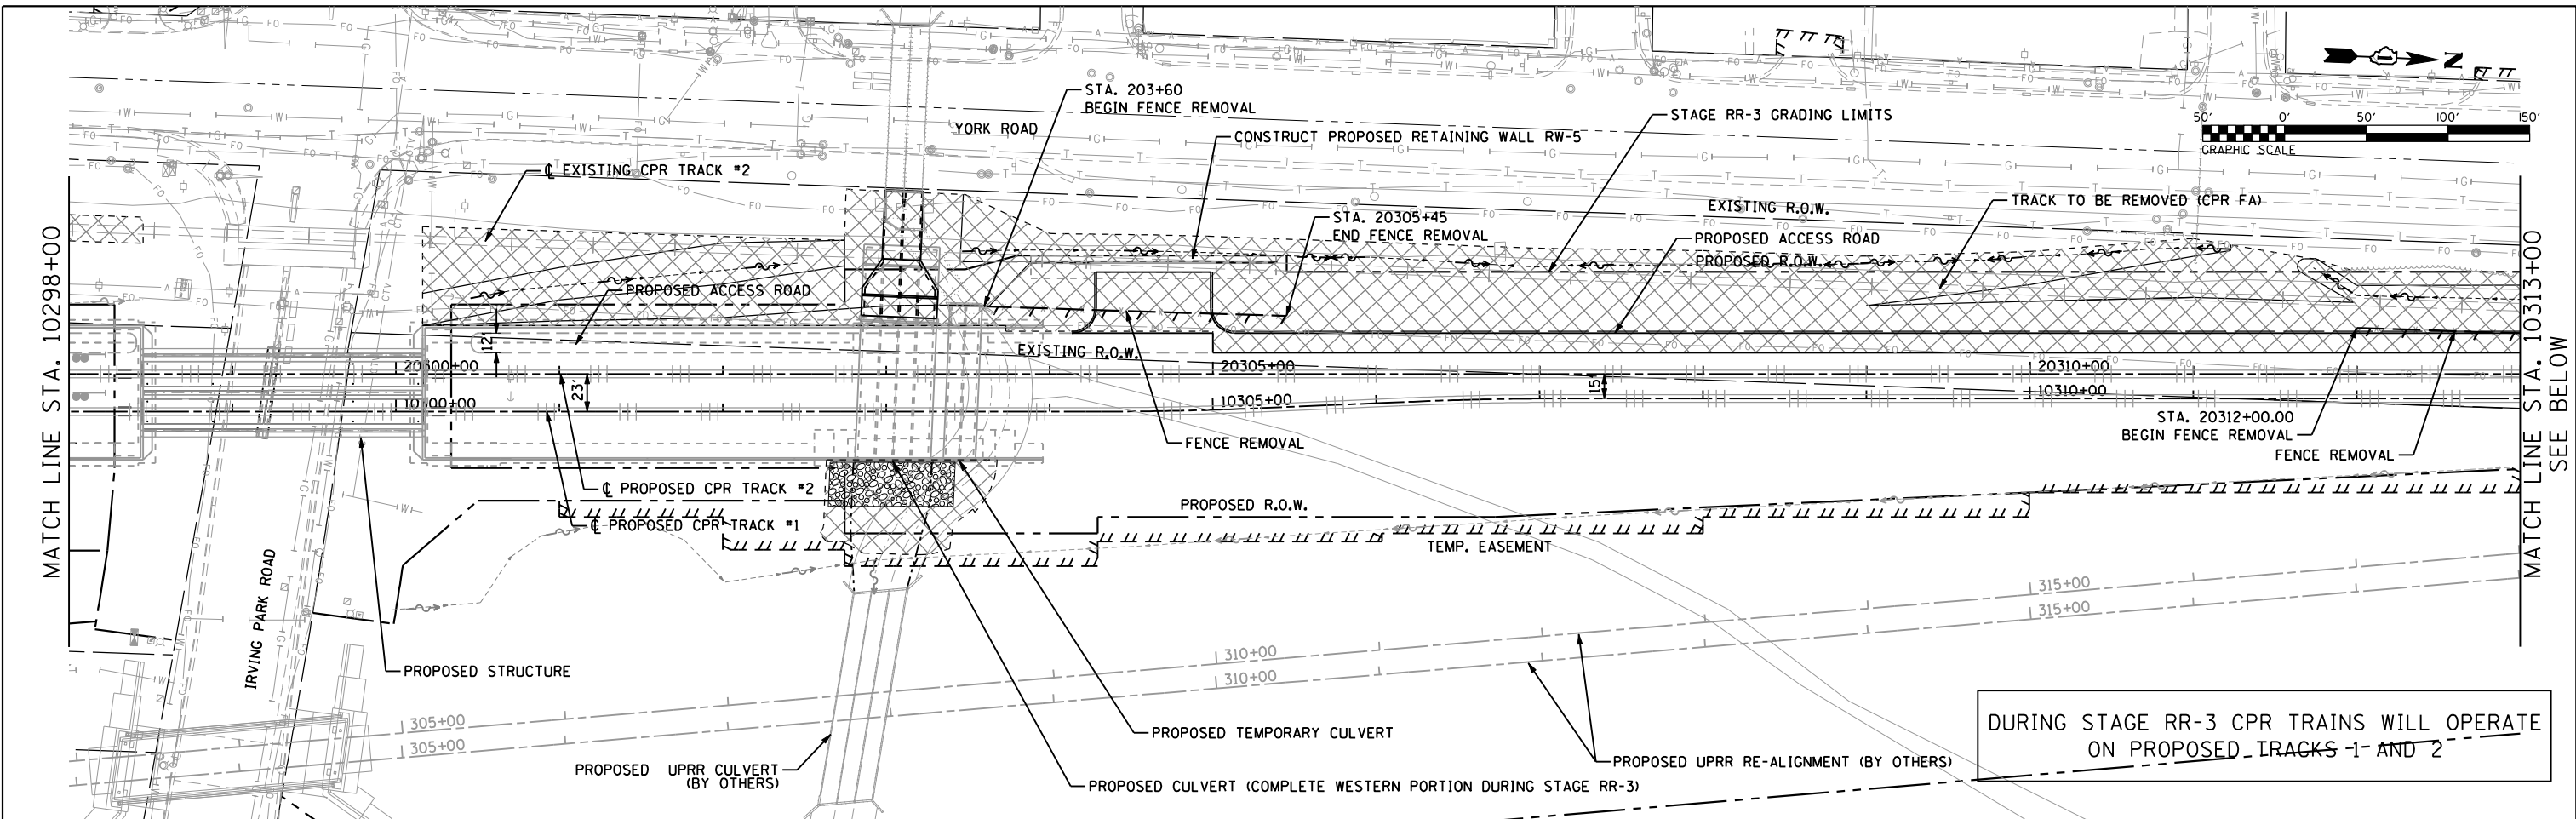 STA. 203+60
BEGIN FENCE REMOVAL
YORK ROAD
CONSTRUCT PROPOSED RETAINING WALL RW-5
STAGE RR-3 GRADING LIMITS
N
50' 0' 50' 100' 150'
GRAPHIC SCALE
℄ EXISTING CPR TRACK #2
STA. 20305+45
END FENCE REMOVAL
EXISTING R.O.W.
TRACK TO BE REMOVED (CPR FA)
PROPOSED ACCESS ROAD
PROPOSED R.O.W.
PROPOSED ACCESS ROAD
MATCH LINE STA. 10298+00
12'
EXISTING R.O.W.
20300+00
20305+00
20310+00
23'
15'
10300+00
10305+00
10310+00
STA. 20312+00.00
BEGIN FENCE REMOVAL
FENCE REMOVAL
FENCE REMOVAL
MATCH LINE STA. 10313+00
SEE BELOW
℄ PROPOSED CPR TRACK #2
PROPOSED R.O.W.
℄ PROPOSED CPR TRACK #1
TEMP. EASEMENT
IRVING PARK ROAD
315+00
315+00
310+00
310+00
305+00
305+00
PROPOSED STRUCTURE
PROPOSED TEMPORARY CULVERT
PROPOSED UPRR CULVERT
(BY OTHERS)
PROPOSED CULVERT (COMPLETE WESTERN PORTION DURING STAGE RR-3)
PROPOSED UPRR RE-ALIGNMENT (BY OTHERS)
DURING STAGE RR-3 CPR TRAINS WILL OPERATE
ON PROPOSED TRACKS 1 AND 2